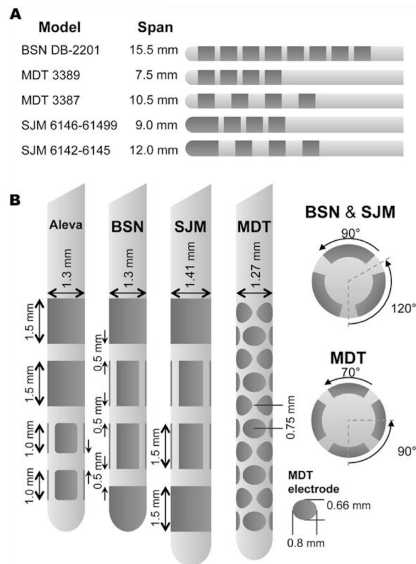 A
Model Span
BSN DB-2201 15.5 mm
MDT 3389 7.5 mm
MDT 3387 10.5 mm
SJM 6146-61499 9.0 mm
SJM 6142-6145 12.0 mm
B
Aleva BSN SJM MDT
1.3 mm 1.3 mm 1.41 mm 1.27 mm
1.5 mm
1.5 mm
1.0 mm
1.0 mm
0.5 mm
0.5 mm
0.5 mm
1.5 mm
1.5 mm
0.75 mm
BSN & SJM
90°
120°
MDT
70°
90°
MDT
electrode
0.66 mm
0.8 mm